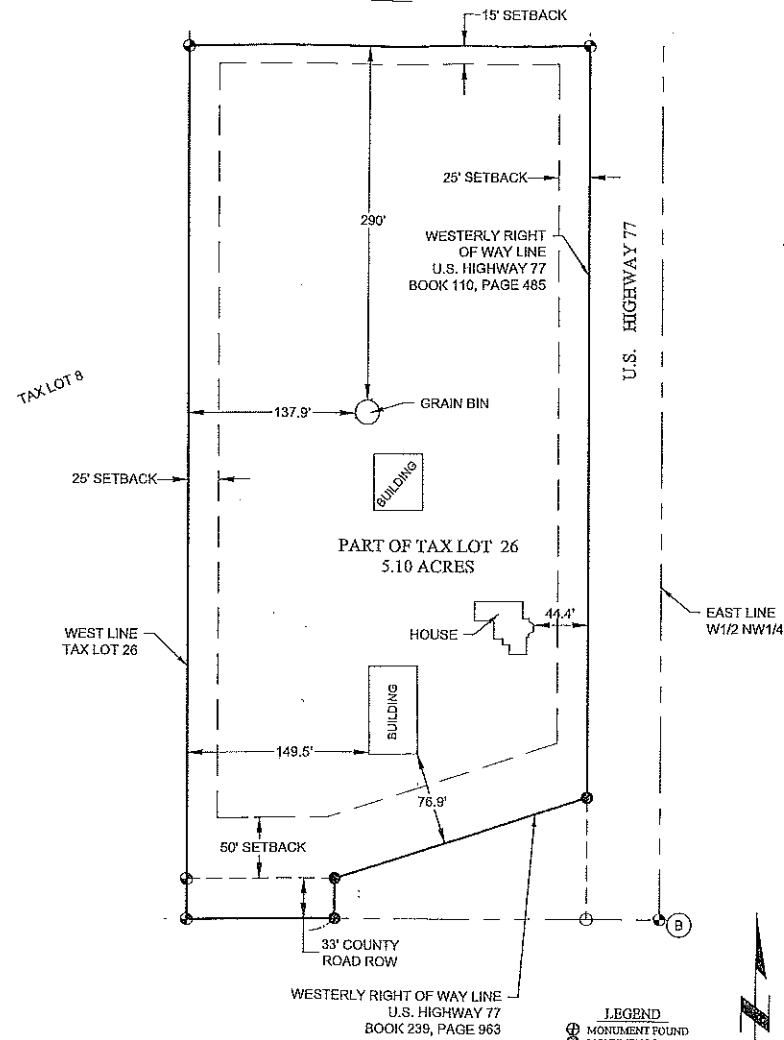 15' SETBACK
25' SETBACK
290'
WESTERLY RIGHT
OF WAY LINE
U.S. HIGHWAY 77
BOOK 110, PAGE 485
U.S. HIGHWAY 77
TAX LOT 8
137.9'
GRAIN BIN
BUILDING
25' SETBACK
PART OF TAX LOT 26
5.10 ACRES
HOUSE
44.4'
EAST LINE
W1/2 NW1/4
WEST LINE
TAX LOT 26
BUILDING
149.5'
76.9'
50' SETBACK
33' COUNTY
ROAD ROW
B
WESTERLY RIGHT OF WAY LINE
U.S. HIGHWAY 77
BOOK 239, PAGE 963
N
LEGEND
MONUMENT FOUND